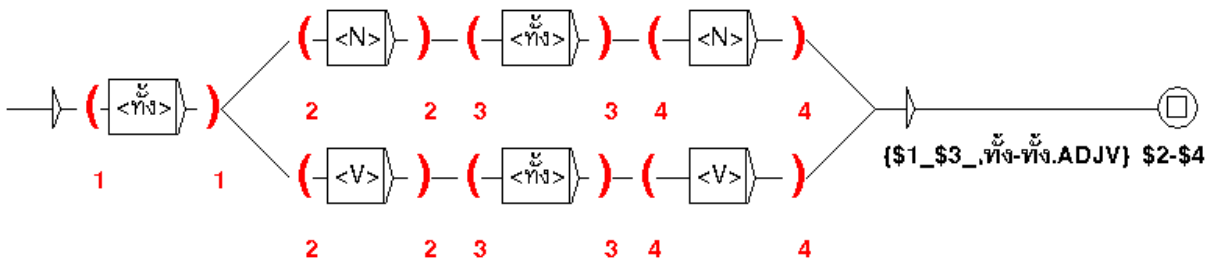 ( <N> ) ( <ทั้ง> ) ( <N> )
2 2 3 3 4 4
( <ทั้ง> )
1 1
{$1_$3_,ทั้ง-ทั้ง.ADJV} $2-$4
( <V> ) ( <ทั้ง> ) ( <V> )
2 2 3 3 4 4